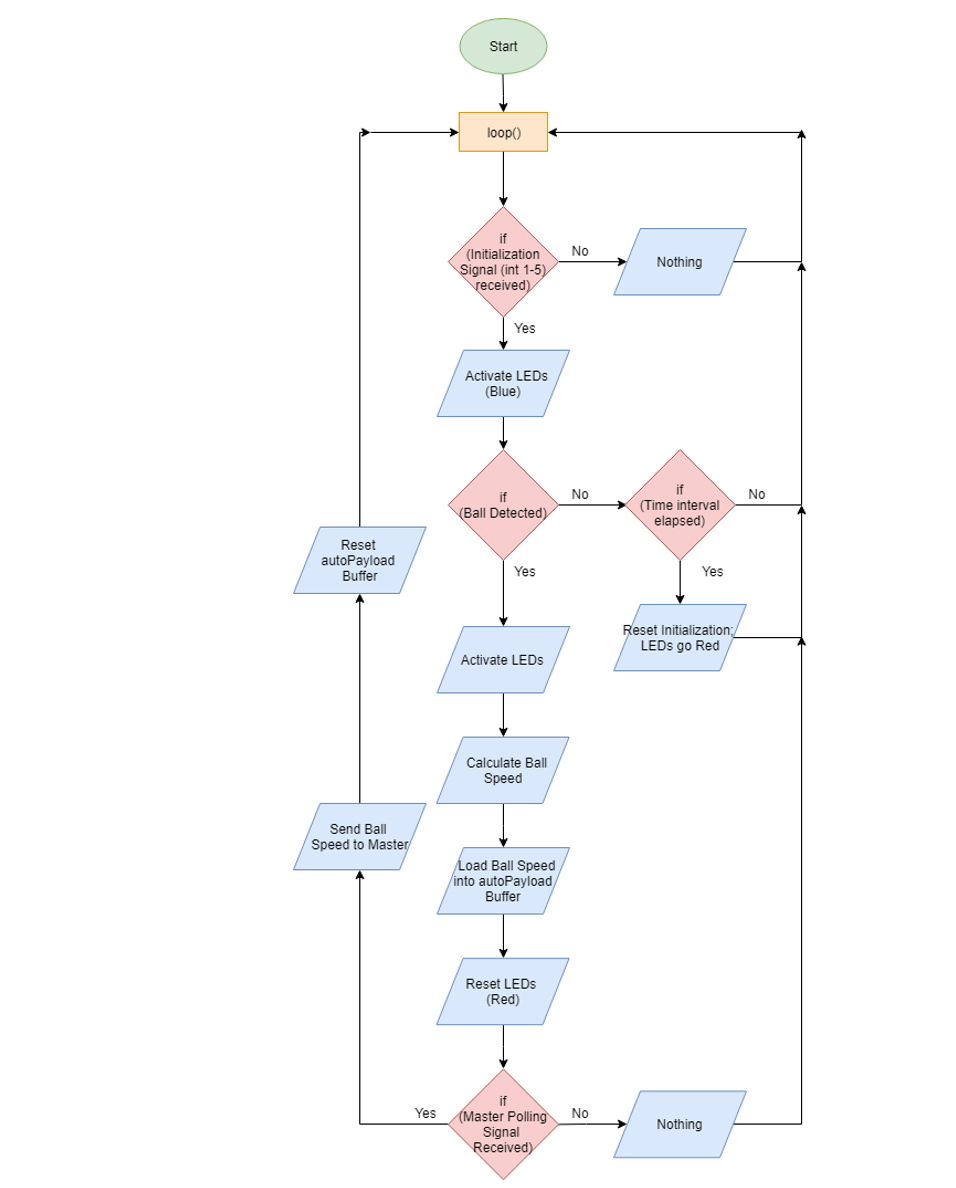 Start
loop()
if
(Initialization
Signal (int 1-5)
received)
No
Nothing
Yes
Activate LEDs
(Blue)
if
(Ball Detected)
No
if
(Time interval
elapsed)
No
Yes
Yes
Reset
autoPayload
Buffer
Reset Initialization;
LEDs go Red
Activate LEDs
Calculate Ball
Speed
Send Ball
Speed to Master
Load Ball Speed
into autoPayload
Buffer
Reset LEDs
(Red)
Yes
if
(Master Polling
Signal
Received)
No
Nothing